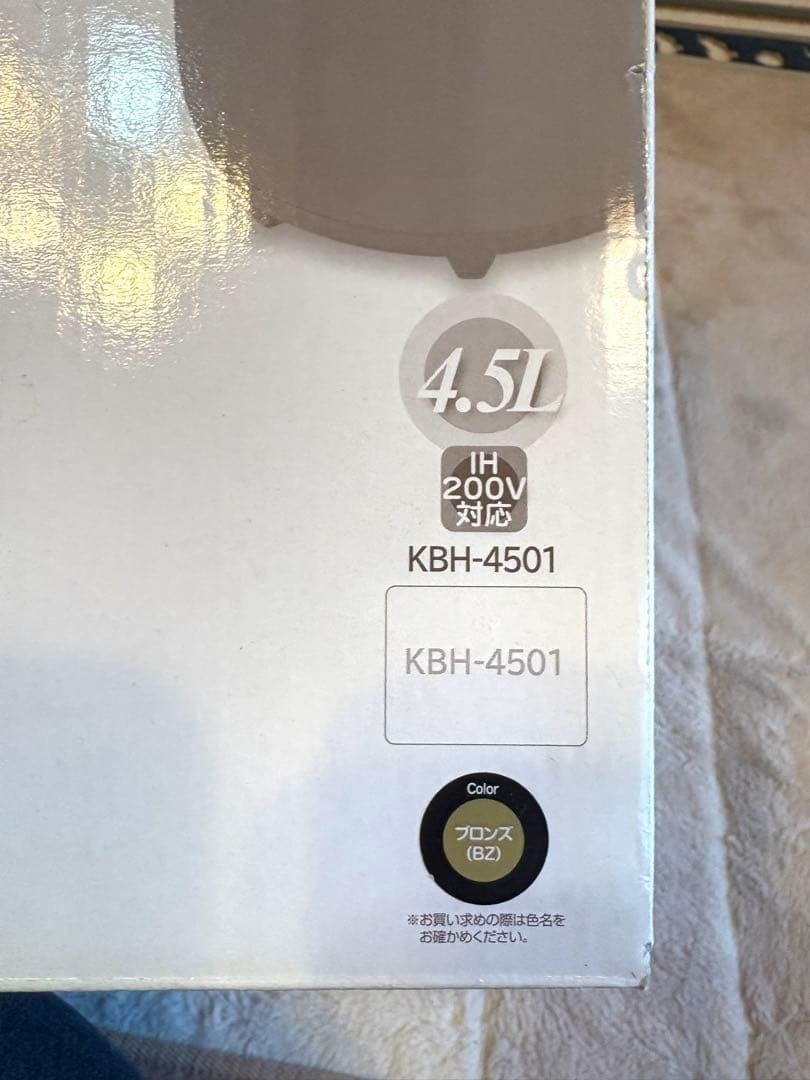 4.5L
IH
200V
対応
KBH-4501
KBH-4501
Color
ブロンズ
(BZ)
※お買い求めの際は色名を
お確かめください。